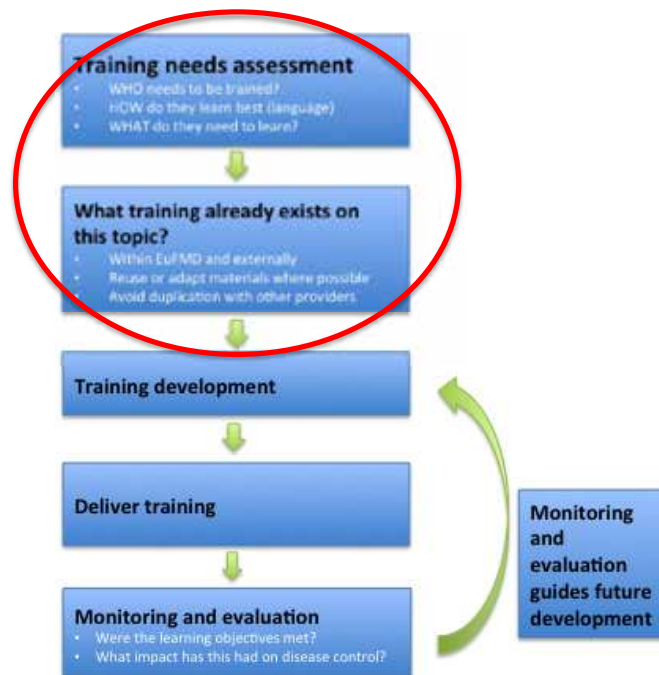 Training needs assessment
• WHO needs to be trained?
• HOW do they learn best (language)
• WHAT do they need to learn?
What training already exists on
this topic?
• Within EuFMD and externally
• Reuse or adapt materials where possible
• Avoid duplication with other providers
Training development
Deliver training
Monitoring and evaluation
• Were the learning objectives met?
• What impact has this had on disease control?
Monitoring
and
evaluation
guides future
development